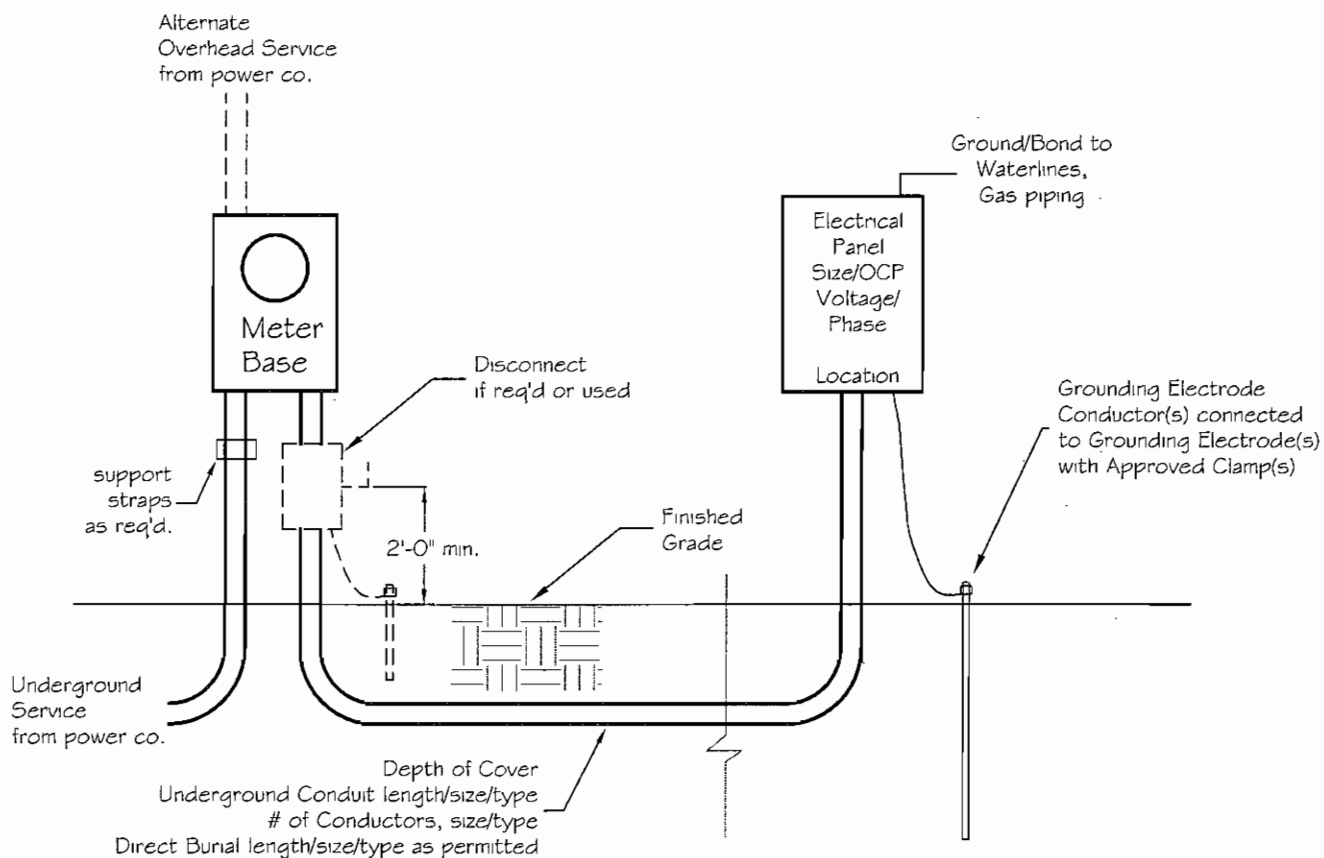 Alternate
Overhead Service
from power co.
Ground/Bond to
Waterlines,
Gas piping
Electrical
Panel
Size/OCP
Voltage/
Phase
Location
Meter
Base
Disconnect
if req'd or used
Grounding Electrode
Conductor(s) connected
to Grounding Electrode(s)
with Approved Clamp(s)
support
straps
as req'd.
2'-0" min.
Finished
Grade
Underground
Service
from power co.
Depth of Cover
Underground Conduit length/size/type
# of Conductors, size/type
Direct Burial length/size/type as permitted